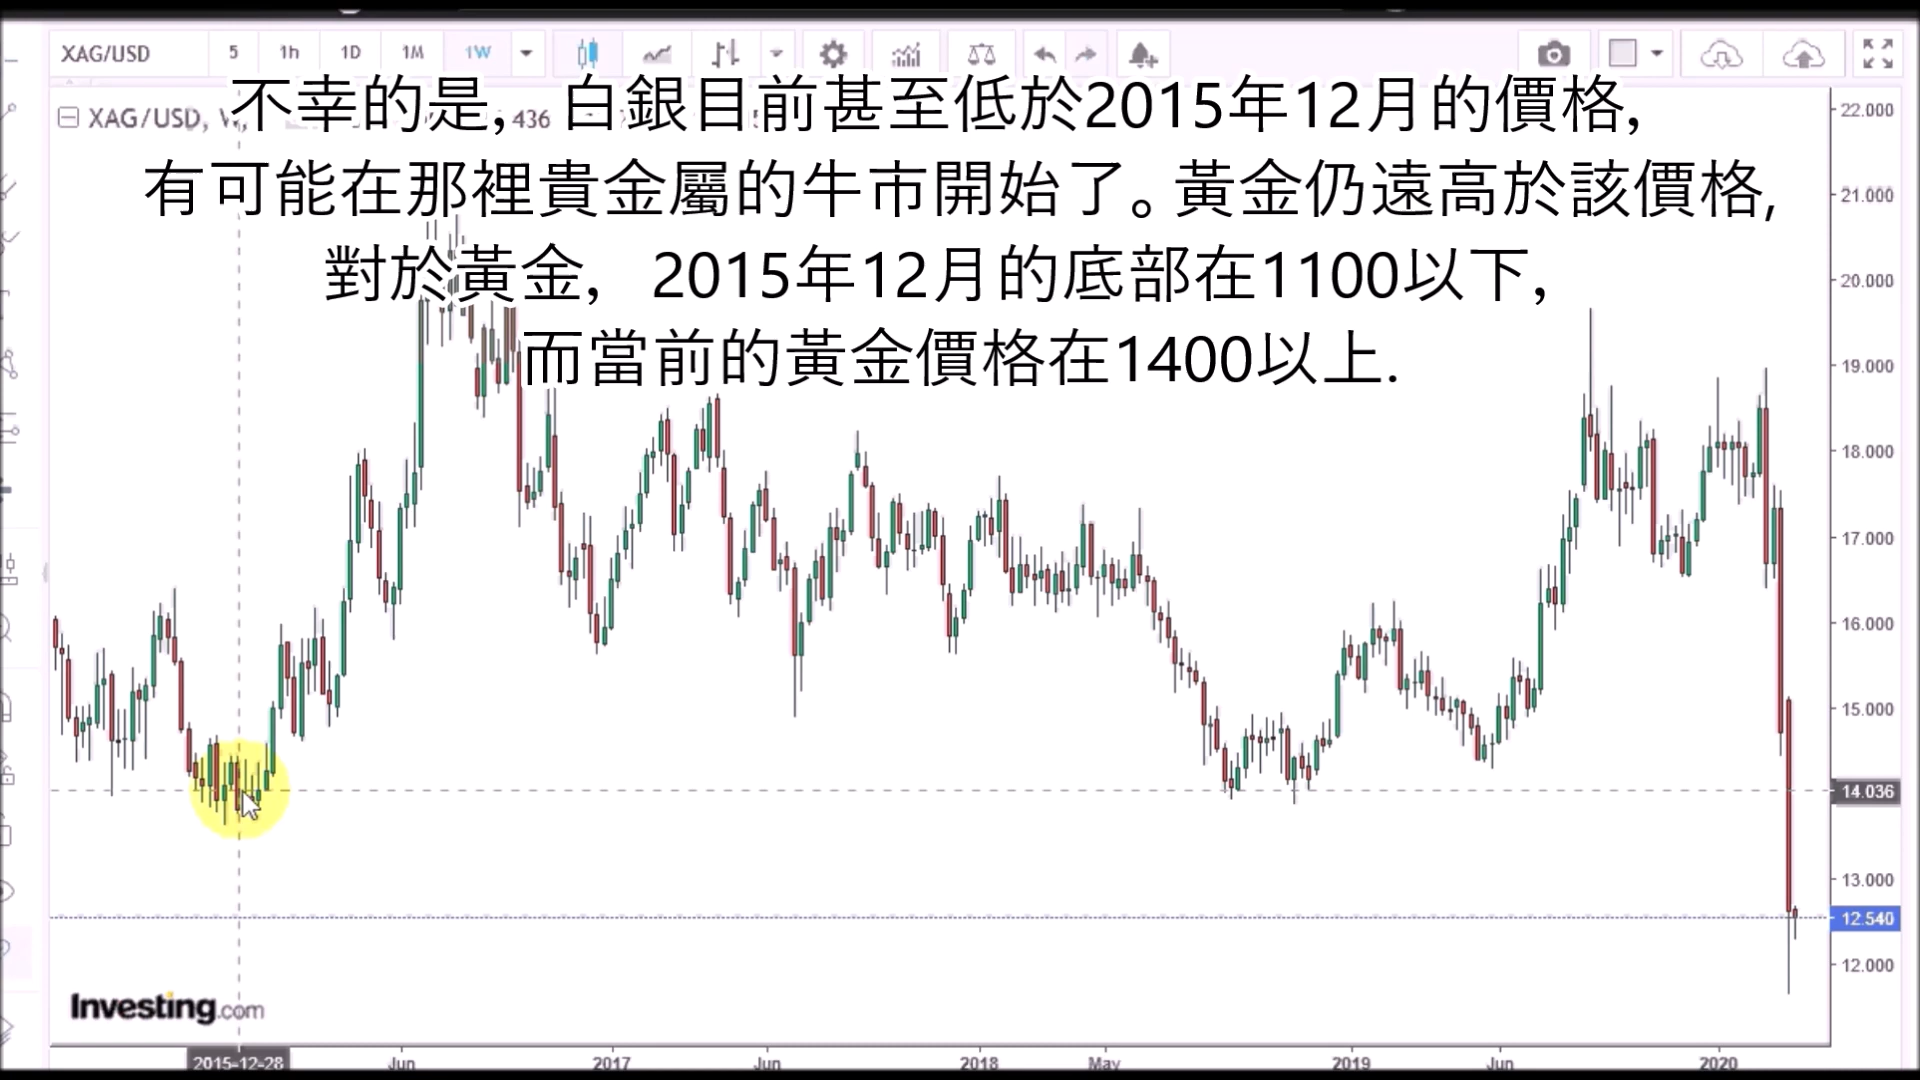 XAG/USD 5 1h 1D 1M 1W
不幸的是, 白銀目前甚至低於2015年12月的價格,
XAG/USD, 436
有可能在那裡貴金屬的牛市開始了。黃金仍遠高於該價格,
對於黃金, 2015年12月的底部在1100以下,
而當前的黃金價格在1400以上.
22.000
21.000
20.000
19.000
18.000
17.000
16.000
15.000
14.036
13.000
12.540
12.000
Investing.com
2015-12-28 Jun 2017 Jun 2018 May 2019 Jun 2020